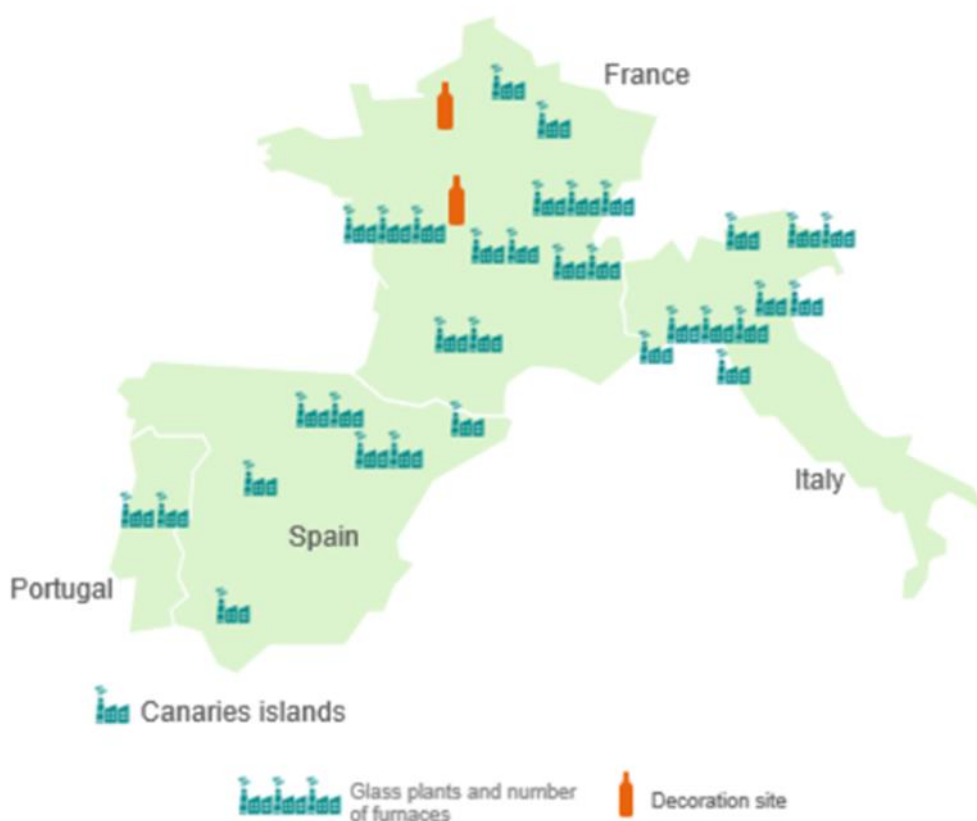 France
Italy
Spain
Portugal
Canaries islands
Glass plants and number
of furnaces
Decoration site